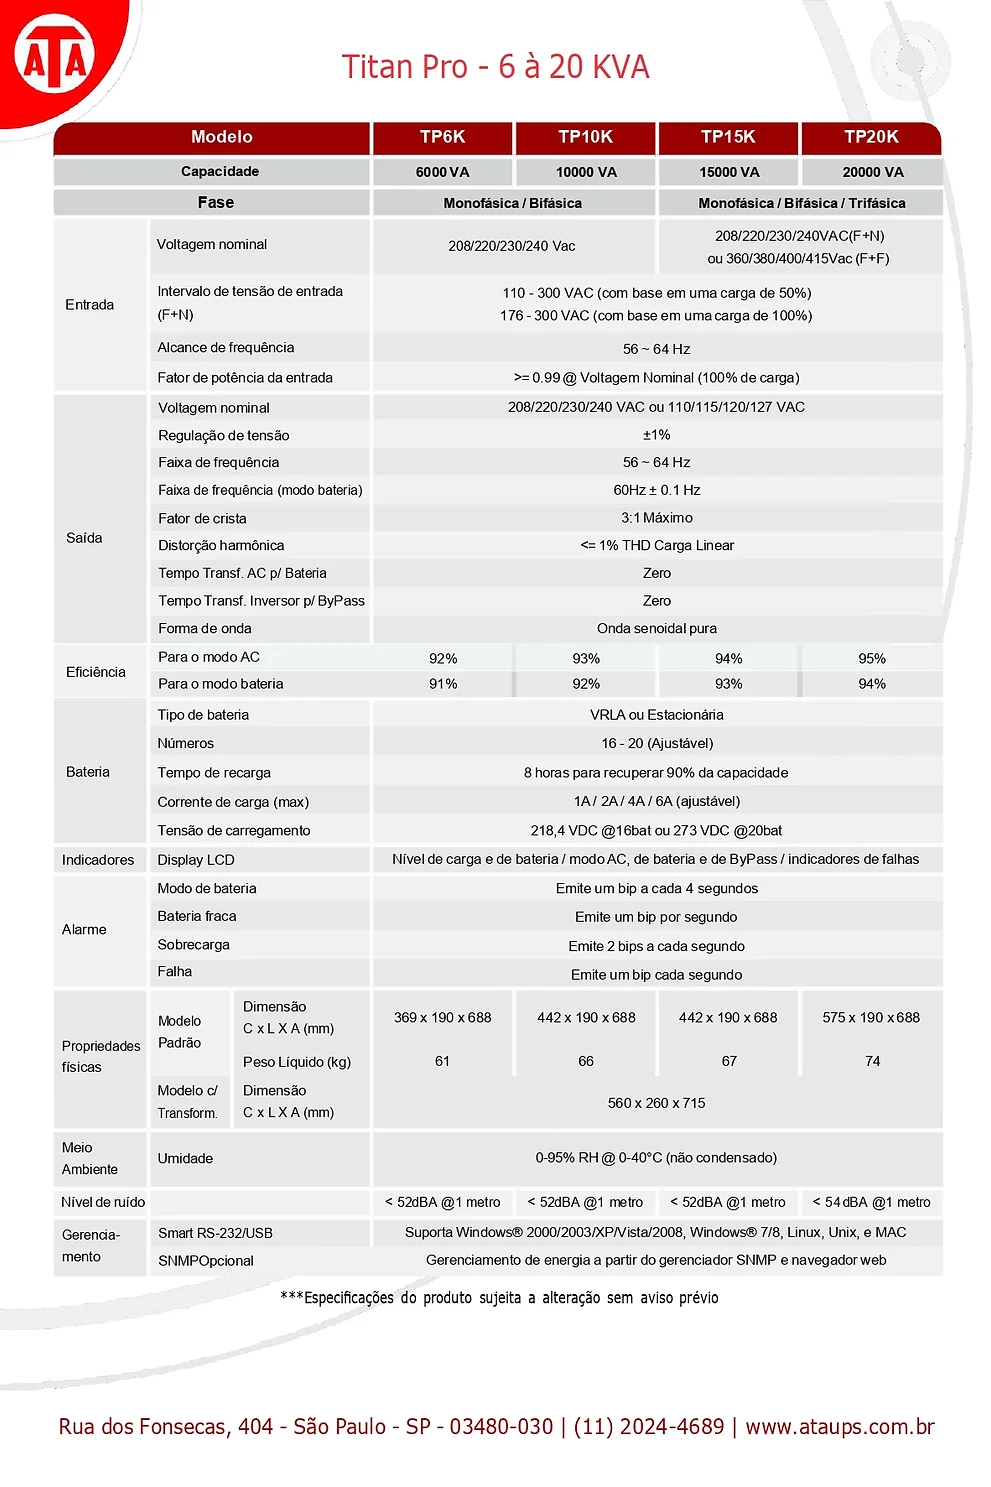 ATA
Titan Pro - 6 à 20 KVA
Modelo TP6K TP10K TP15K TP20K
Capacidade 6000 VA 10000 VA 15000 VA 20000 VA
Fase Monofásica / Bifásica Monofásica / Bifásica / Trifásica
Entrada
Voltagem nominal 208/220/230/240 Vac
208/220/230/240VAC(F+N)
ou 360/380/400/415Vac (F+F)
Intervalo de tensão de entrada
(F+N)
110 - 300 VAC (com base em uma carga de 50%)
176 - 300 VAC (com base em uma carga de 100%)
Alcance de frequência 56 ~ 64 Hz
Fator de potência da entrada >= 0.99 @ Voltagem Nominal (100% de carga)
Saída
Voltagem nominal 208/220/230/240 VAC ou 110/115/120/127 VAC
Regulação de tensão ±1%
Faixa de frequência 56 ~ 64 Hz
Faixa de frequência (modo bateria) 60Hz ± 0.1 Hz
Fator de crista 3:1 Máximo
Distorção harmônica <= 1% THD Carga Linear
Tempo Transf. AC p/ Bateria Zero
Tempo Transf. Inversor p/ ByPass Zero
Forma de onda Onda senoidal pura
Eficiência
Para o modo AC 92% 93% 94% 95%
Para o modo bateria 91% 92% 93% 94%
Bateria
Tipo de bateria VRLA ou Estacionária
Números 16 - 20 (Ajustável)
Tempo de recarga 8 horas para recuperar 90% da capacidade
Corrente de carga (max) 1A / 2A / 4A / 6A (ajustável)
Tensão de carregamento 218,4 VDC @16bat ou 273 VDC @20bat
Indicadores Display LCD Nível de carga e de bateria / modo AC, de bateria e de ByPass / indicadores de falhas
Alarme
Modo de bateria Emite um bip a cada 4 segundos
Bateria fraca Emite um bip por segundo
Sobrecarga Emite 2 bips a cada segundo
Falha Emite um bip cada segundo
Propriedades
físicas
Modelo
Padrão
Dimensão
C x L X A (mm)
369 x 190 x 688 442 x 190 x 688 442 x 190 x 688 575 x 190 x 688
Peso Líquido (kg) 61 66 67 74
Modelo c/
Transform.
Dimensão
C x L X A (mm)
560 x 260 x 715
Meio
Ambiente
Umidade 0-95% RH @ 0-40°C (não condensado)
Nível de ruído < 52dBA @1 metro < 52dBA @1 metro < 52dBA @1 metro < 54dBA @1 metro
Gerencia-
mento
Smart RS-232/USB Suporta Windows® 2000/2003/XP/Vista/2008, Windows® 7/8, Linux, Unix, e MAC
SNMPOpcional Gerenciamento de energia a partir do gerenciador SNMP e navegador web
***Especificações do produto sujeita a alteração sem aviso prévio
Rua dos Fonsecas, 404 - São Paulo - SP - 03480-030 | (11) 2024-4689 | www.ataups.com.br